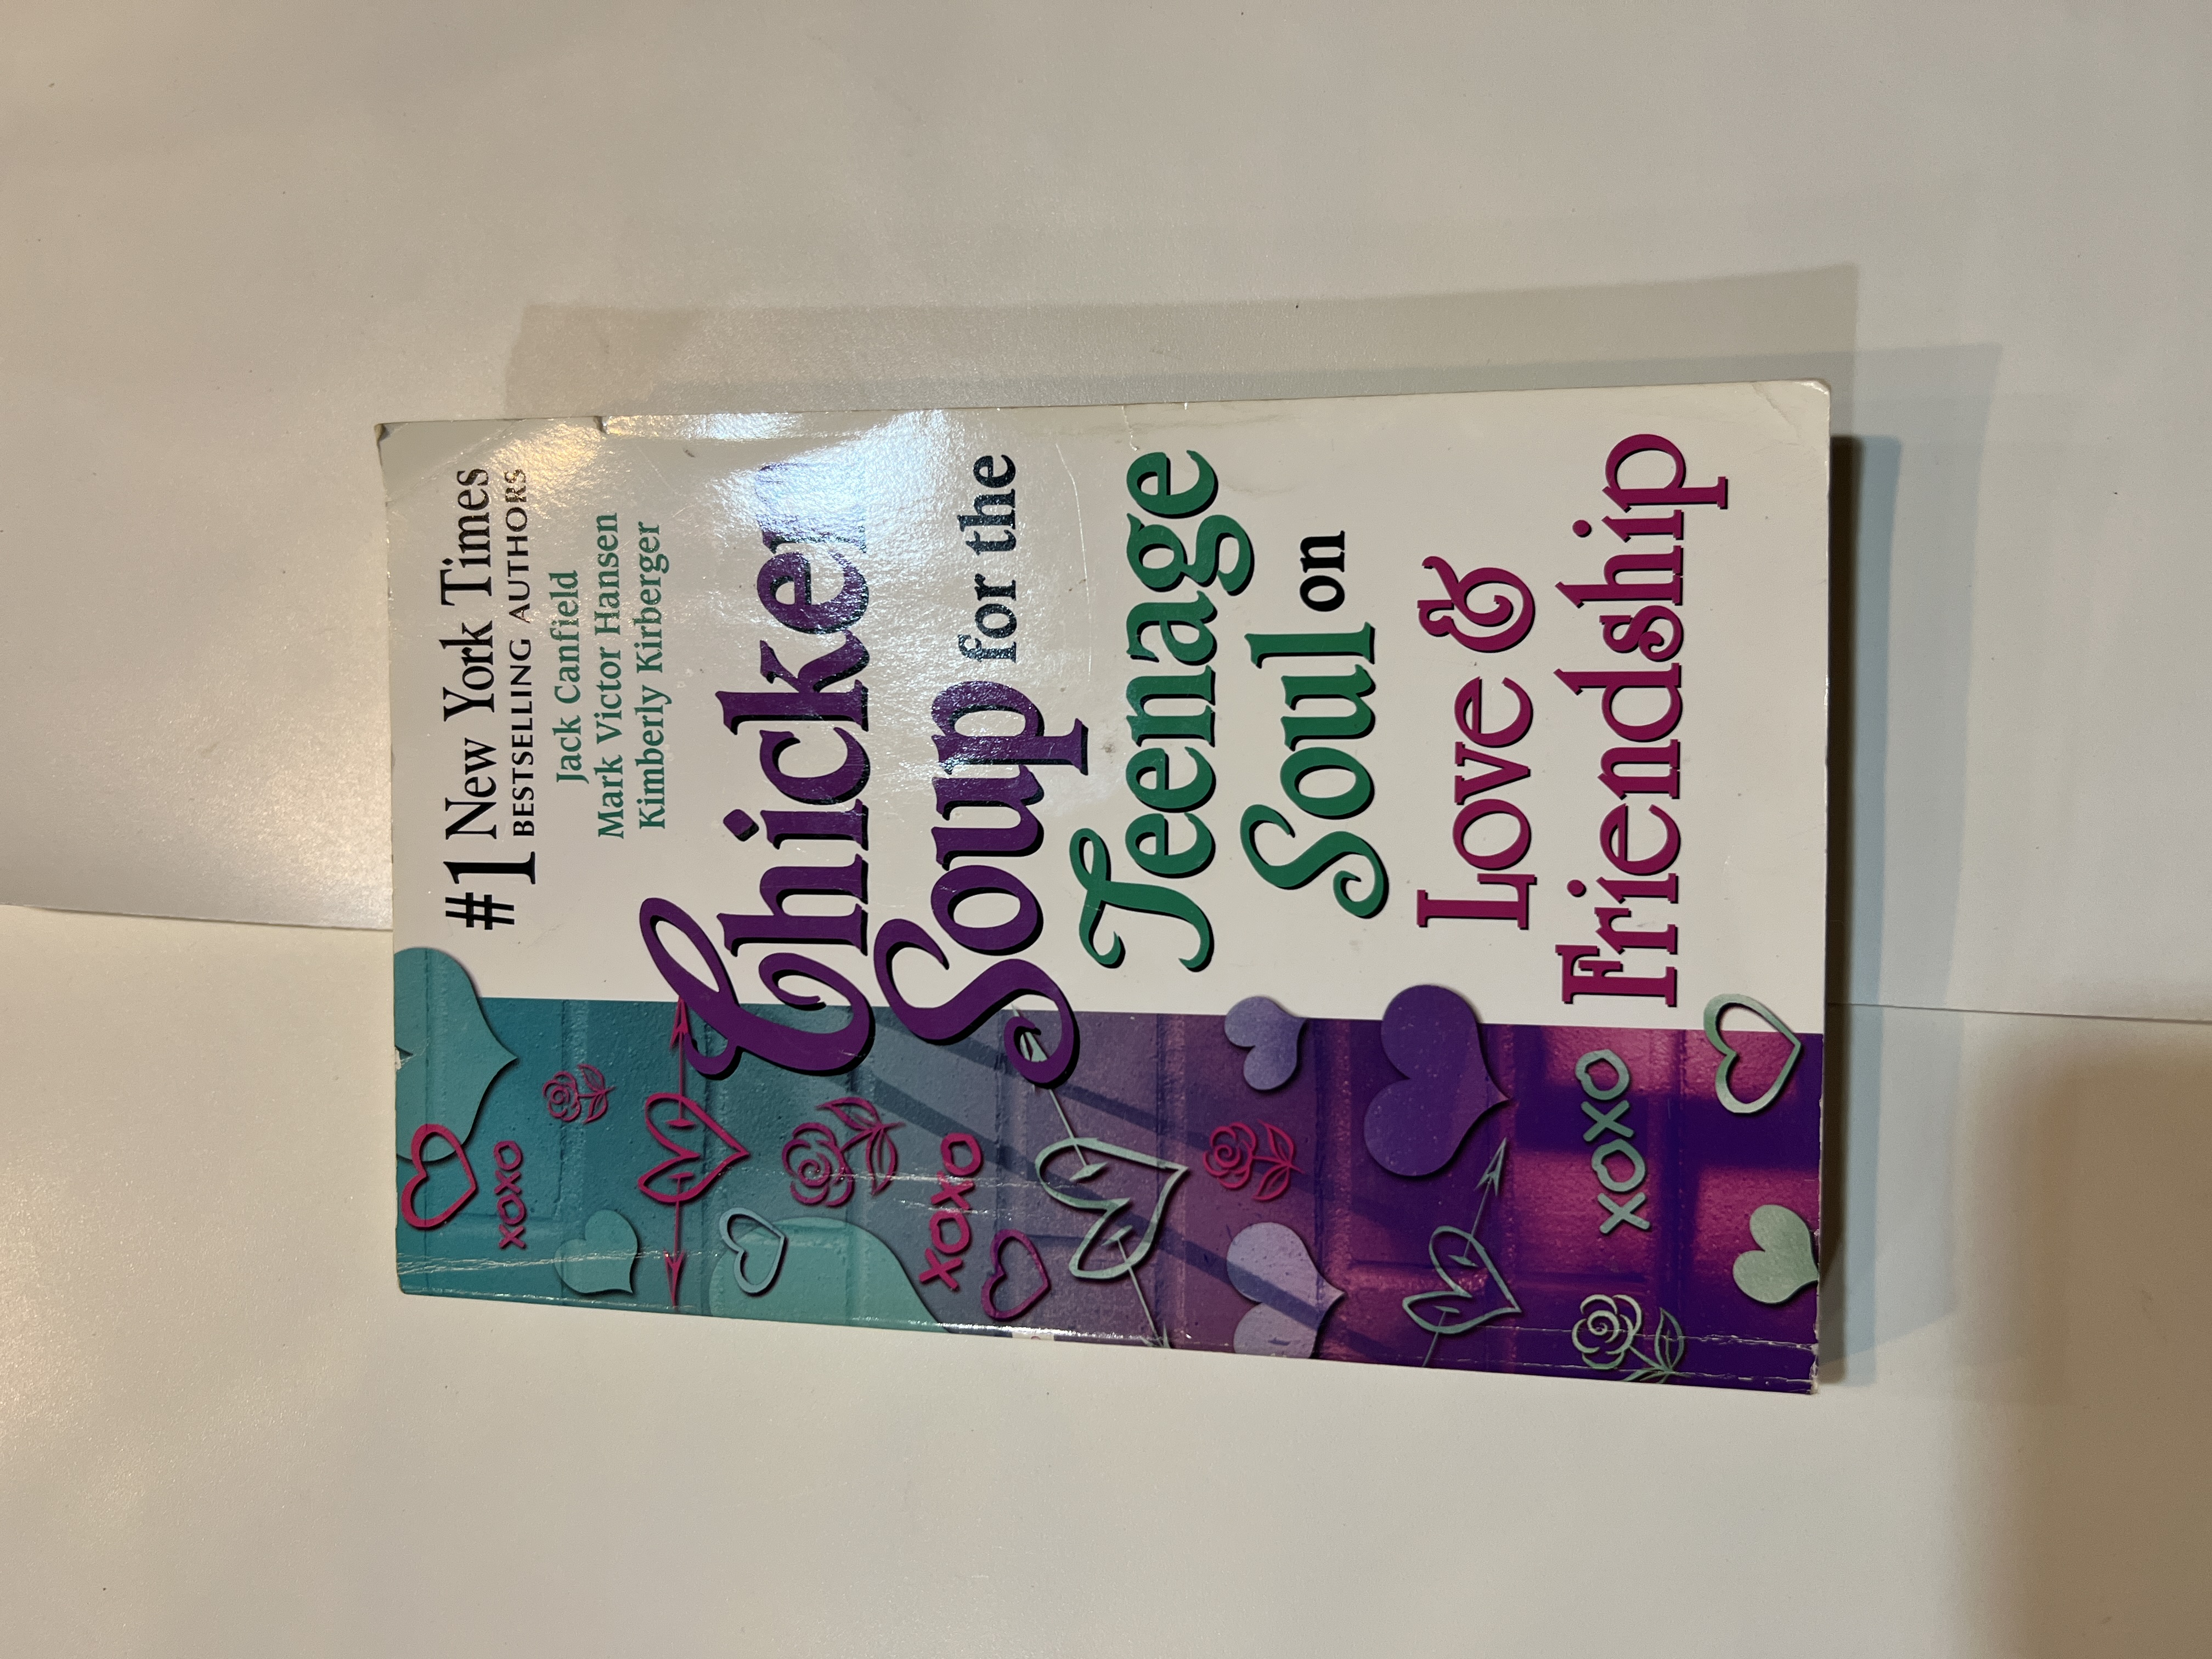 #1 New York Times
BESTSELLING AUTHORS
Jack Canfield
Mark Victor Hansen
Kimberly Kirberger
Chicken
Soup for the
Teenage
Soul on
Love &
Friendship
xoxo
xoxo
xoxo